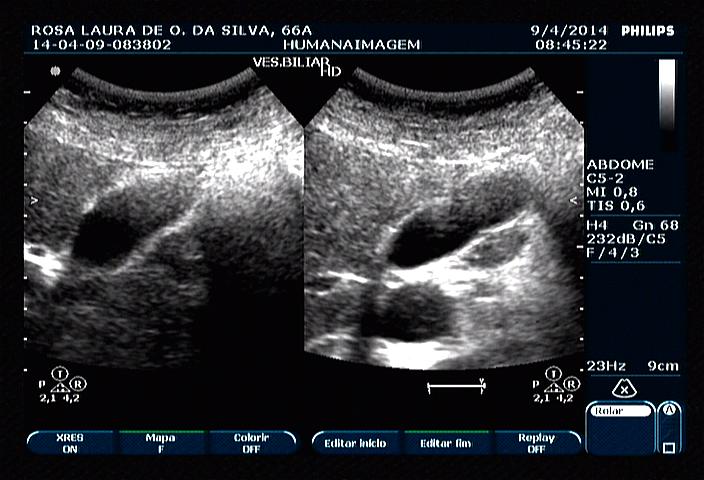 ROSA LAURA DE O. DA SILVA, 66A 9/4/2014 PHILIPS
14-04-09-083802 HUMANAIMAGEM 08:45:22
VES.BILIAR
HD
ABDOME
C5-2
MI 0,8
TIS 0,6
H4 Gn 68
232dB/C5
F/4/3
23Hz 9cm
P T R
2,1 4,2
P T R
2,1 4,2
Rolar
A
XRES
ON
Mapa
F
Colorir
OFF
Editar início
Editar fim
Replay
OFF